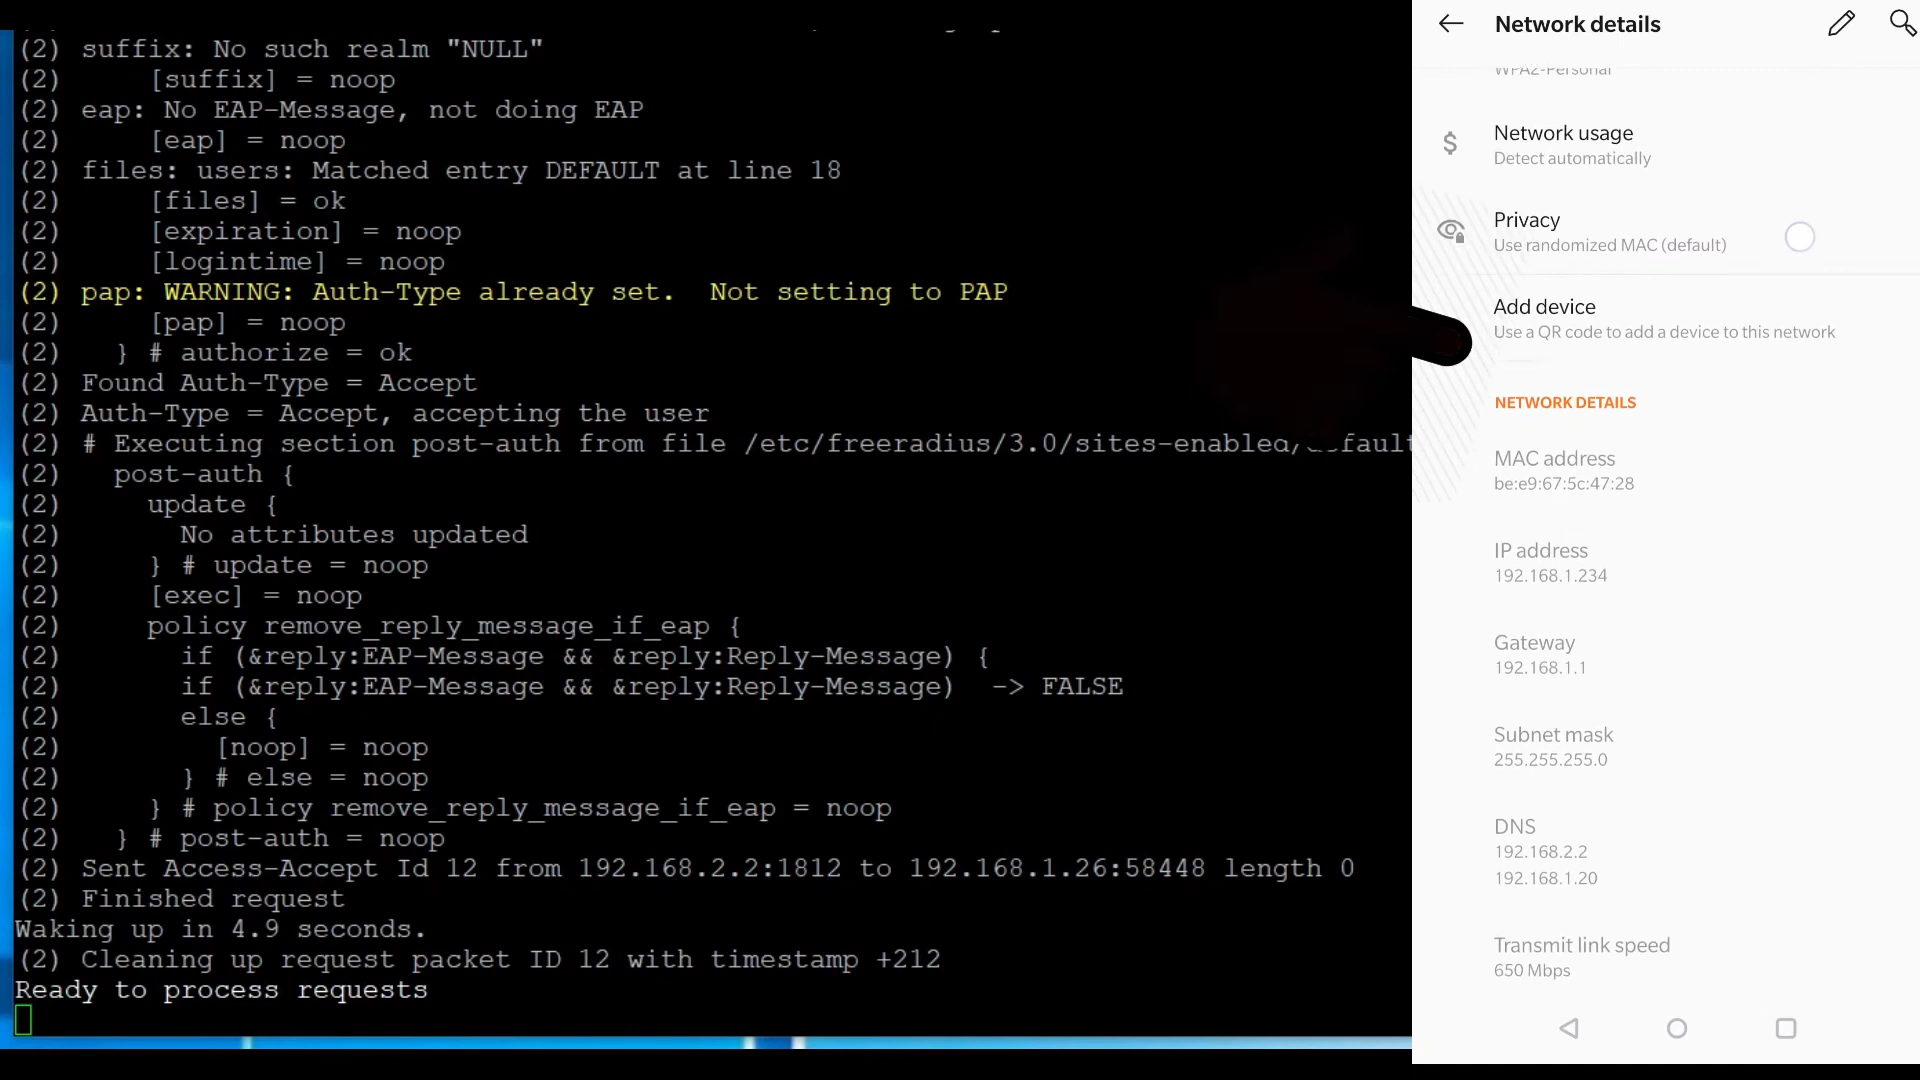 (2) suffix: No such realm "NULL"
(2)     [suffix] = noop
(2) eap: No EAP-Message, not doing EAP
(2)     [eap] = noop
(2) files: users: Matched entry DEFAULT at line 18
(2)     [files] = ok
(2)     [expiration] = noop
(2)     [logintime] = noop
(2) pap: WARNING: Auth-Type already set.  Not setting to PAP
(2)     [pap] = noop
(2)   } # authorize = ok
(2) Found Auth-Type = Accept
(2) Auth-Type = Accept, accepting the user
(2) # Executing section post-auth from file /etc/freeradius/3.0/sites-enabled/default
(2)   post-auth {
(2)     update {
(2)       No attributes updated
(2)     } # update = noop
(2)     [exec] = noop
(2)     policy remove_reply_message_if_eap {
(2)       if (&reply:EAP-Message && &reply:Reply-Message) {
(2)       if (&reply:EAP-Message && &reply:Reply-Message)  -> FALSE
(2)       else {
(2)         [noop] = noop
(2)       } # else = noop
(2)     } # policy remove_reply_message_if_eap = noop
(2)   } # post-auth = noop
(2) Sent Access-Accept Id 12 from 192.168.2.2:1812 to 192.168.1.26:58448 length 0
(2) Finished request
Waking up in 4.9 seconds.
(2) Cleaning up request packet ID 12 with timestamp +212
Ready to process requests
Network details
WPA2-Personal
Network usage
Detect automatically
Privacy
Use randomized MAC (default)
Add device
Use a QR code to add a device to this network
NETWORK DETAILS
MAC address
be:e9:67:5c:47:28
IP address
192.168.1.234
Gateway
192.168.1.1
Subnet mask
255.255.255.0
DNS
192.168.2.2
192.168.1.20
Transmit link speed
650 Mbps